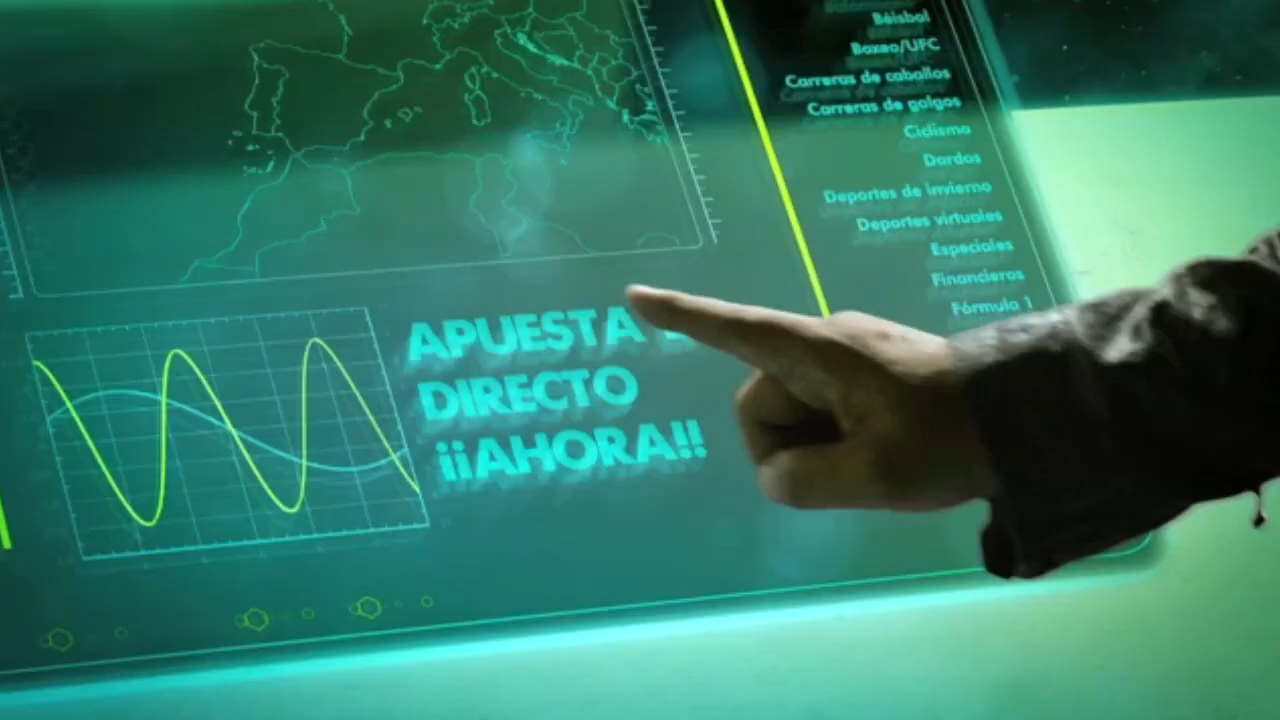 Béisbol
Boxeo/UFC
Carreras de caballos
Carreras de galgos
Ciclismo
Dardos
Deportes de invierno
Deportes virtuales
Especiales
Financieros
Fórmula 1
APUESTA
DIRECTO
¡¡AHORA!!